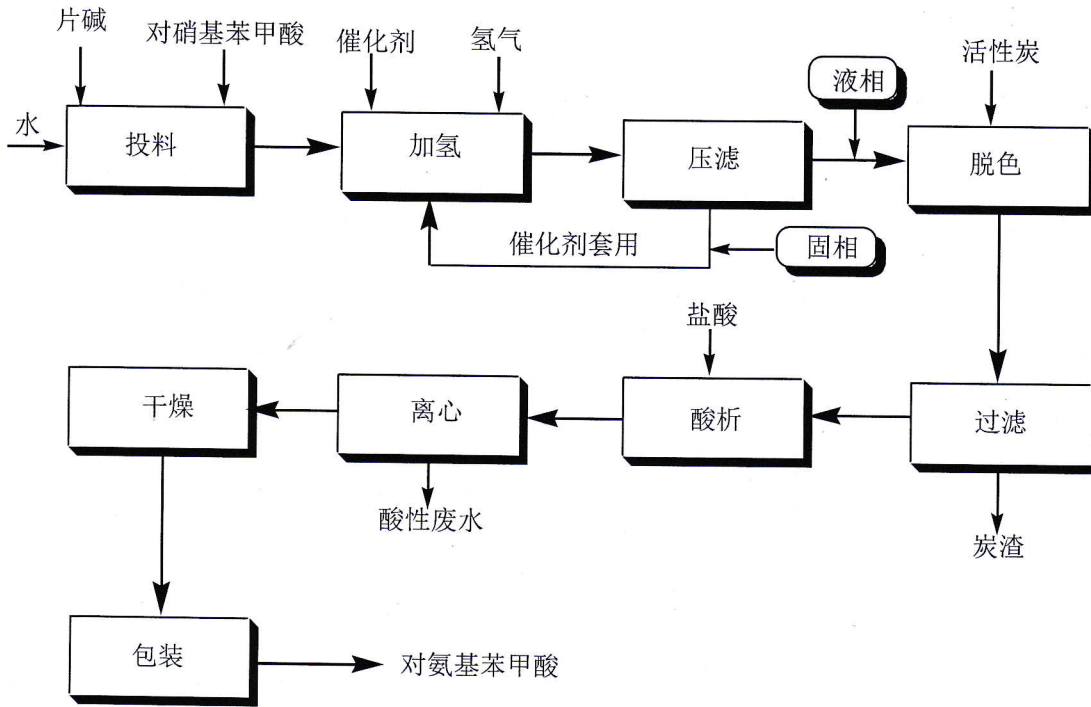 片碱
对硝基苯甲酸
催化剂
氢气
液相
活性炭
水
投料
加氢
压滤
脱色
催化剂套用
固相
盐酸
干燥
离心
酸析
过滤
酸性废水
炭渣
包装
对氨基苯甲酸